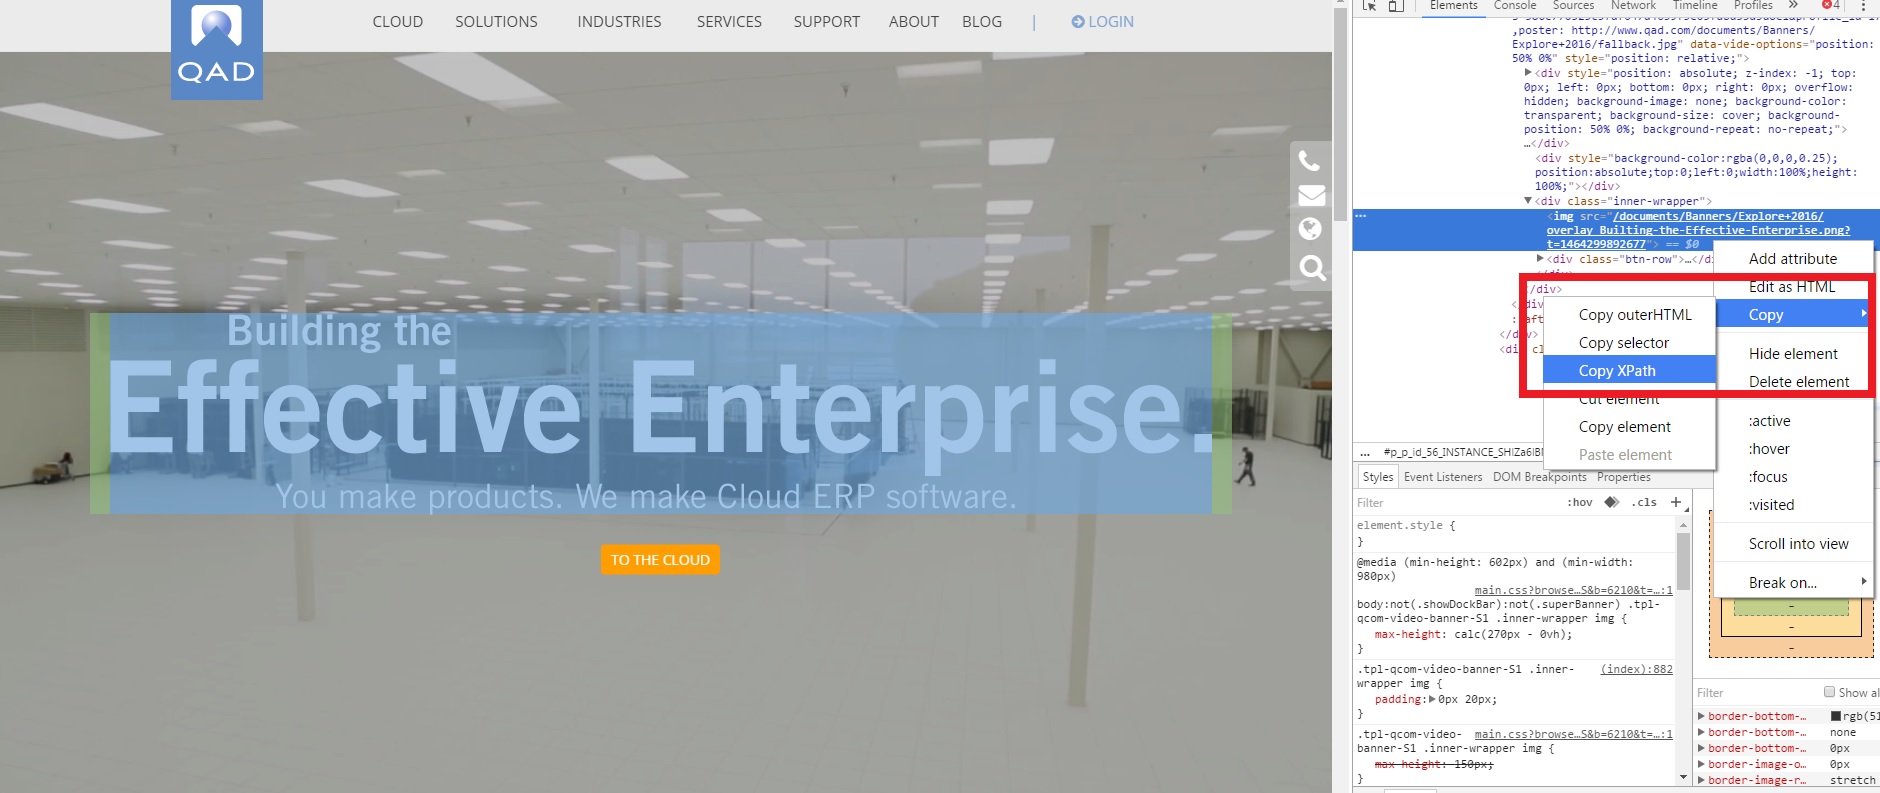 CLOUD SOLUTIONS INDUSTRIES SERVICES SUPPORT ABOUT BLOG | LOGIN
QAD
Building the
Effective Enterprise.
You make products. We make Cloud ERP software.
TO THE CLOUD
Elements Console Sources Network Timeline Profiles » 4
,poster: http://www.qad.com/documents/Banners/
Explore+2016/fallback.jpg" data-vide-options="position:
50% 0%" style="position: relative;">
<div style="position: absolute; z-index: -1; top:
0px; left: 0px; bottom: 0px; right: 0px; overflow:
hidden; background-image: none; background-color:
transparent; background-size: cover; background-
position: 50% 0%; background-repeat: no-repeat;">
…</div>
<div style="background-color:rgba(0,0,0,0.25);
position:absolute;top:0;left:0;width:100%;height:
100%;"></div>
<div class="inner-wrapper">
<img src="/documents/Banners/Explore+2016/
overlay_Builting-the-Effective-Enterprise.png?
t=1464299892677"> == $0
<div class="btn-row">…</di
</div>
Add attribute
Edit as HTML
Copy
Hide element
Delete element
:active
:hover
:focus
:visited
Scroll into view
Break on...
Copy outerHTML
Copy selector
Copy XPath
Cut element
Copy element
Paste element
... #p_p_id_56_INSTANCE_SHIZa6IB
Styles Event Listeners DOM Breakpoints Properties
Filter :hov .cls +
element.style {
}
@media (min-height: 602px) and (min-width:
980px)
main.css?browse…S&b=6210&t=…:1
body:not(.showDockBar):not(.superBanner) .tpl-
qcom-video-banner-S1 .inner-wrapper img {
max-height: calc(270px - 0vh);
}
.tpl-qcom-video-banner-S1 .inner- (index):882
wrapper img {
padding: 0px 20px;
}
.tpl-qcom-video- main.css?browse…S&b=6210&t=…:1
banner-S1 .inner-wrapper img {
max-height: 150px;
}
-
-
-
Filter Show al
border-bottom-… rgb(51
border-bottom-… none
border-bottom-… 0px
border-image-o… 0px
border-image-r… stretch